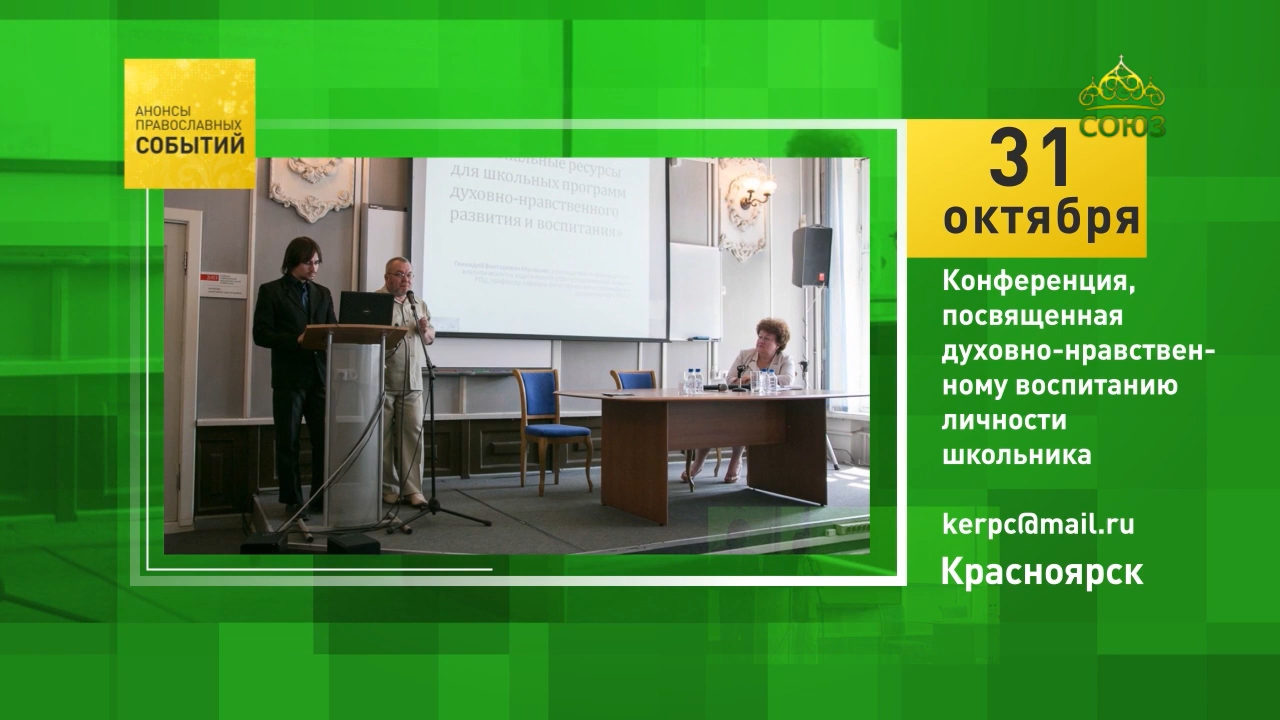 АНОНСЫ
ПРАВОСЛАВНЫХ
СОБЫТИЙ
СОЮЗ
31
октября
Конференция,
посвященная
духовно-нравствен-
ному воспитанию
личности
школьника
kerpc@mail.ru
Красноярск
ресурсы
для школьных программ
духовно-нравственного
развития и воспитания»